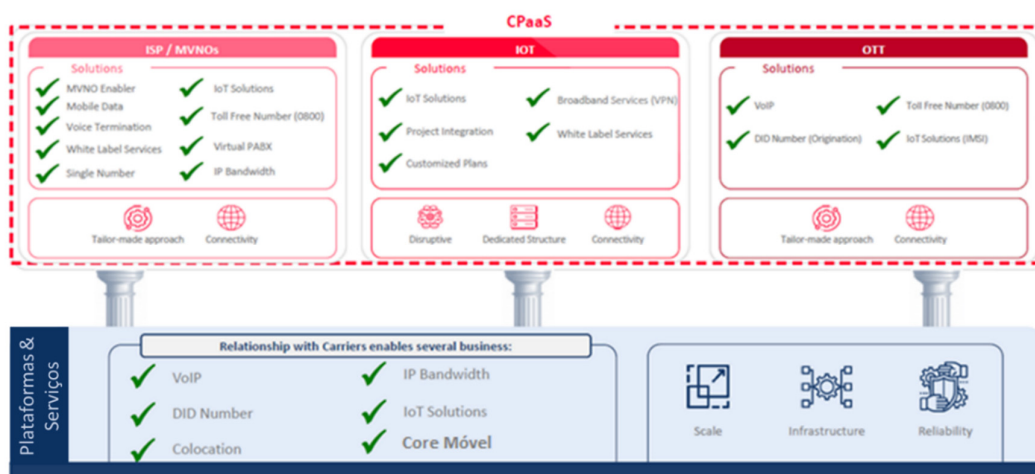 CPaaS
ISP / MVNOs
Solutions
MVNO Enabler
Mobile Data
Voice Termination
White Label Services
Single Number
IoT Solutions
Toll Free Number (0800)
Virtual PABX
IP Bandwidth
Tailor-made approach
Connectivity
IOT
Solutions
IoT Solutions
Project Integration
Customized Plans
Broadband Services (VPN)
White Label Services
Disruptive
Dedicated Structure
Connectivity
OTT
Solutions
VoIP
DID Number (Origination)
Toll Free Number (0800)
IoT Solutions (IMSI)
Tailor-made approach
Connectivity
Plataformas &
Serviços
Relationship with Carriers enables several business:
VoIP
DID Number
Colocation
IP Bandwidth
IoT Solutions
Core Móvel
Scale
Infrastructure
Reliability